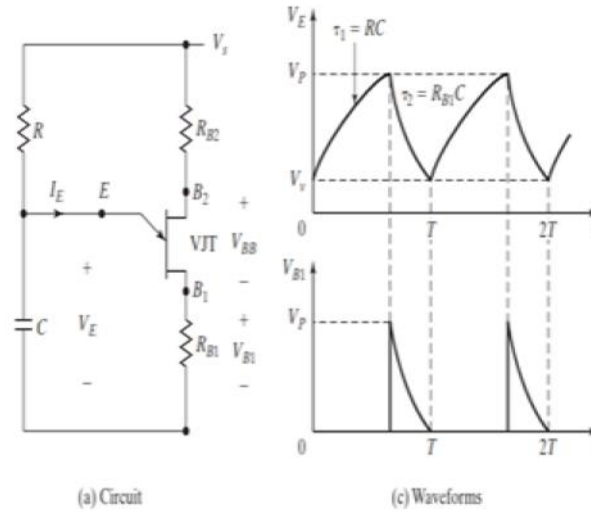 V_s
R
R_B2
I_E
E
B_2
+
VJT
V_BB
−
B_1
+
V_E
−
C
R_B1
+
V_B1
−
(a) Circuit
V_E
τ_1 = RC
V_P
τ_2 = R_B1C
V_v
0
T
2T
V_B1
V_P
0
T
2T
(c) Waveforms